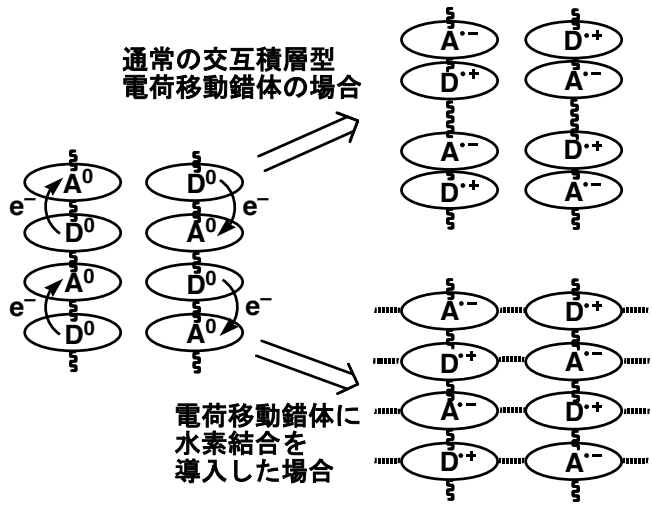 通常の交互積層型
電荷移動錯体の場合
A•− D•+
D•+ A•−
A•− D•+
D•+ A•−
A⁰ D⁰
e− e−
D⁰ A⁰
A⁰ D⁰
e− e−
D⁰ A⁰
A•− D•+
D•+ A•−
A•− D•+
D•+ A•−
電荷移動錯体に
水素結合を
導入した場合